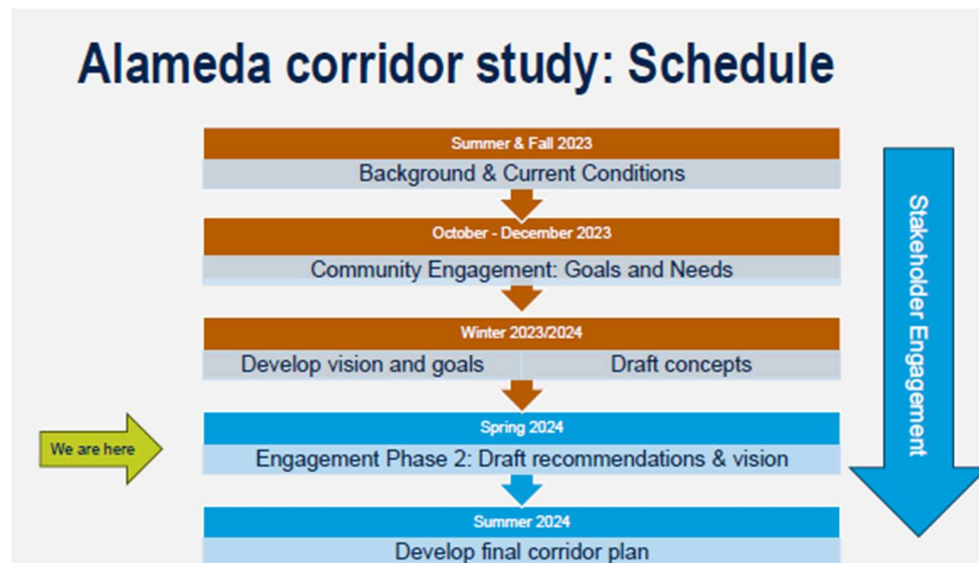 Alameda corridor study: Schedule
Summer & Fall 2023
Background & Current Conditions
October - December 2023
Community Engagement: Goals and Needs
Winter 2023/2024
Develop vision and goals
Draft concepts
We are here
Spring 2024
Engagement Phase 2: Draft recommendations & vision
Summer 2024
Develop final corridor plan
Stakeholder Engagement